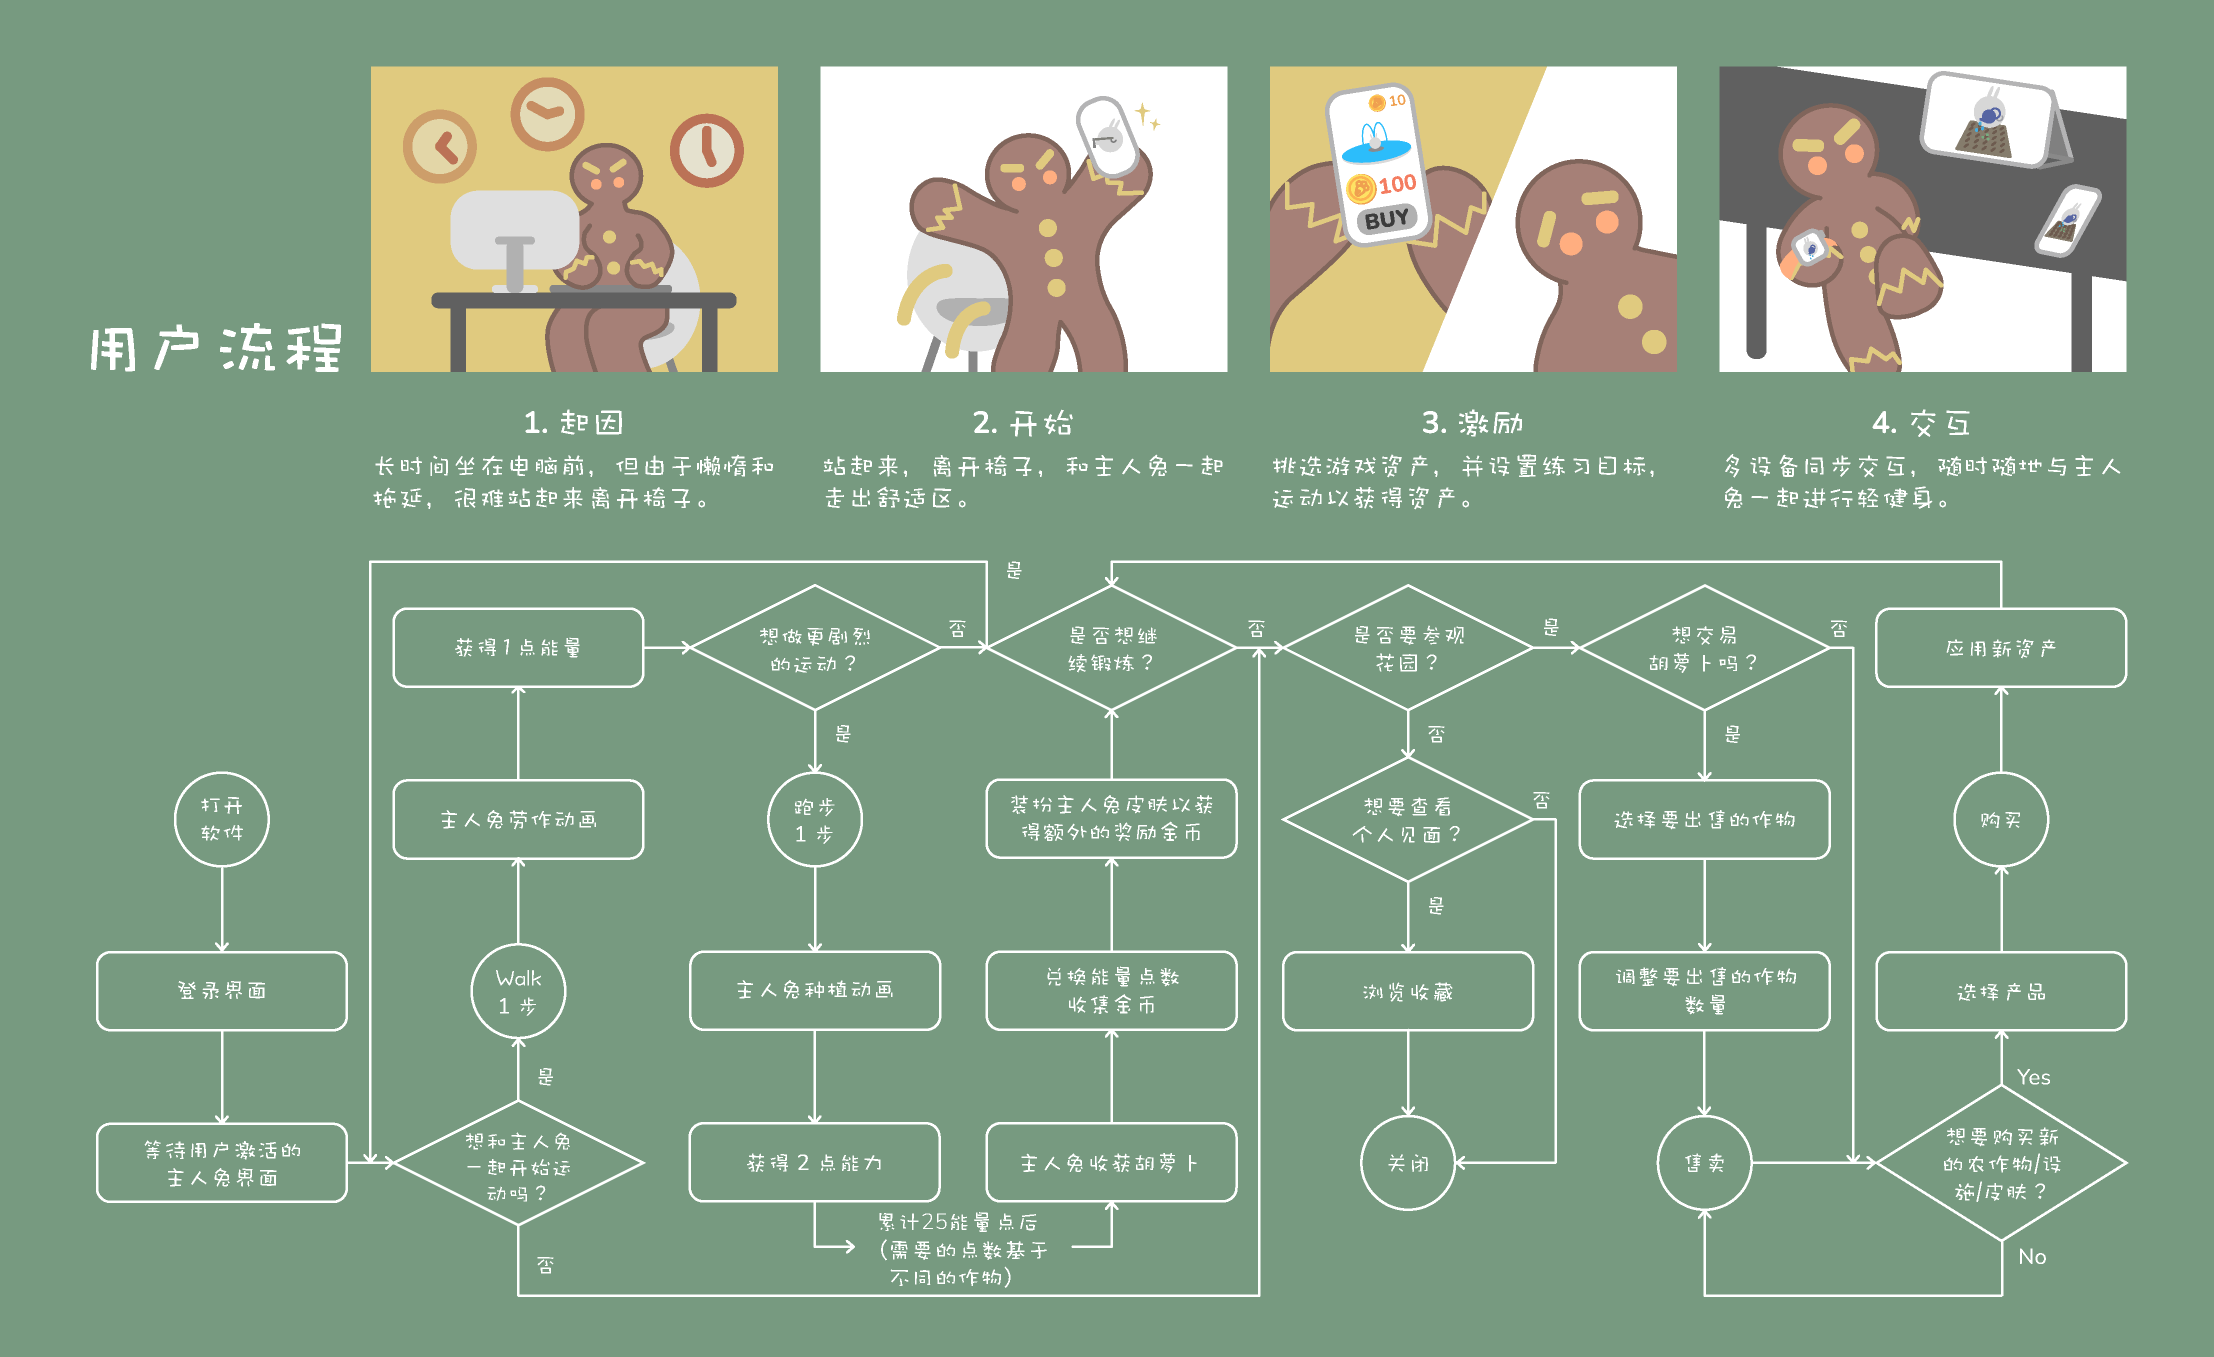 用户流程
10
100
BUY
1. 起因
长时间坐在电脑前，但由于懒惰和
拖延，很难站起来离开椅子。
2. 开始
站起来，离开椅子，和主人兔一起
走出舒适区。
3. 激励
挑选游戏资产，并设置练习目标，
运动以获得资产。
4. 交互
多设备同步交互，随时随地与主人
兔一起进行轻健身。
打开
软件
登录界面
等待用户激活的
主人兔界面
想和主人兔
一起开始运
动吗？
是
否
Walk
1 步
主人兔劳作动画
获得1点能量
想做更剧烈
的运动？
是
否
跑步
1 步
主人兔种植动画
获得 2 点能力
累计25能量点后
(需要的点数基于
不同的作物)
主人兔收获胡萝卜
兑换能量点数
收集金币
装扮主人兔皮肤以获
得额外的奖励金币
是否想继
续锻炼？
是
否
是否要参观
花园？
是
否
想要查看
个人见面？
否
是
浏览收藏
关闭
想交易
胡萝卜吗？
否
是
选择要出售的作物
调整要出售的作物
数量
售卖
想要购买新
的农作物/设
施/皮肤？
Yes
No
选择产品
购买
应用新资产